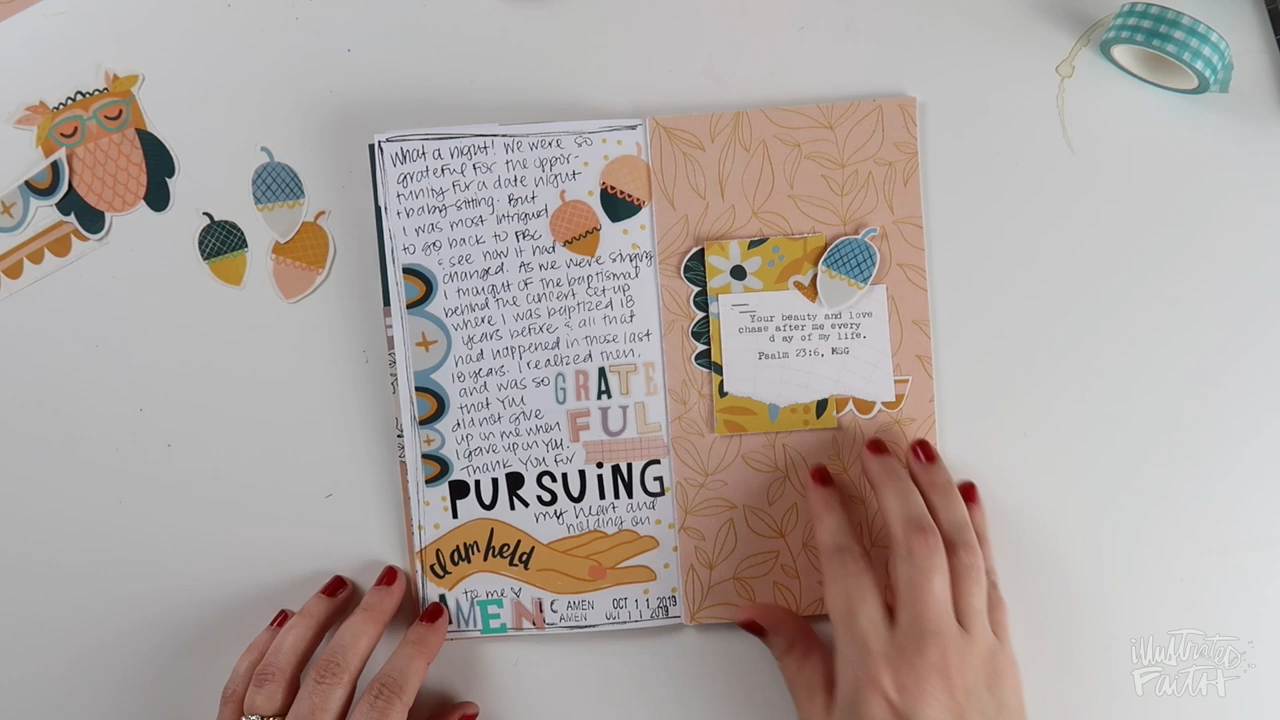 What a night! We were so
grateful for the oppor-
tunity for a date night
+ baby-sitting. But
I was most intrigued
to go back to FBC
& see how it had
changed. As we were singing
I thought of the baptismal
behind the concert set-up
where I was baptized 18
years before & all that
had happened in those last
18 years. I realized then,
and was so GRATE
FUL
that You
did not give
up on me when
I gave up on You.
Thank You for
PURSUiNG
my heart and
holding on
I am held
to me
AMEN
AMEN OCT 11 2019
AMEN OCT 11 2019
Your beauty and love
chase after me every
day of my life.
Psalm 23:6, MSG
illustrated
FAITH